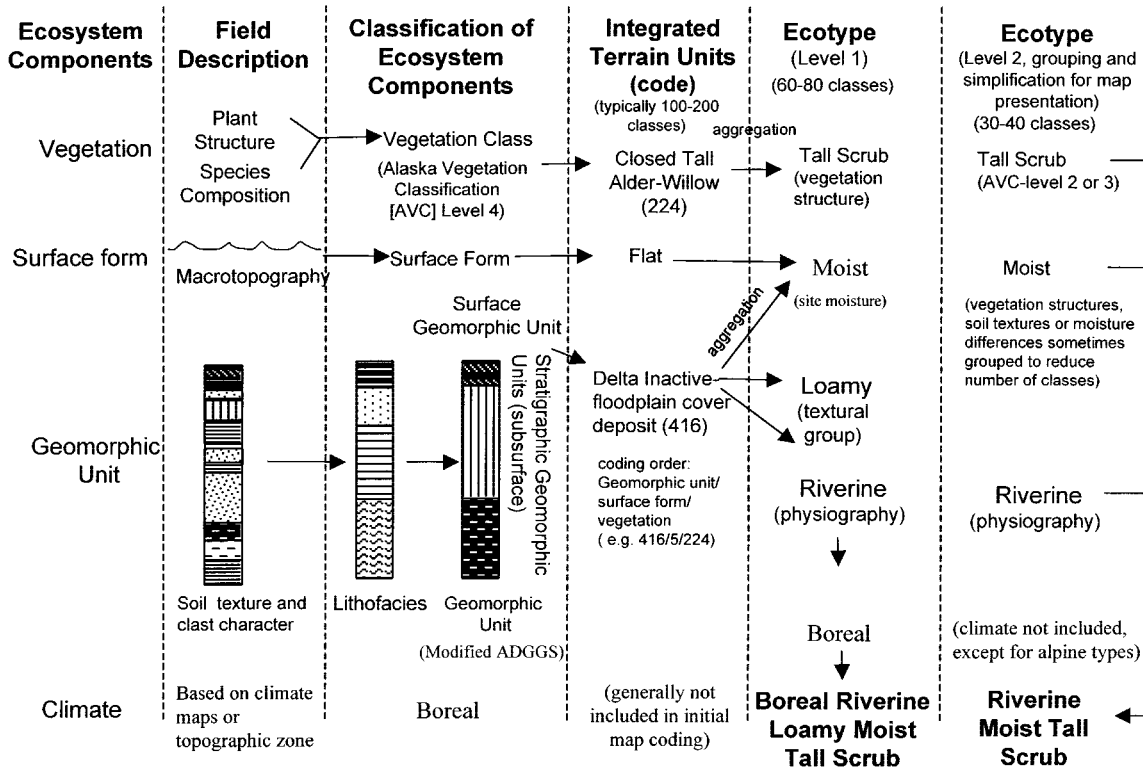 Ecosystem
Components
Field
Description
Classification of
Ecosystem
Components
Integrated
Terrain Units
(code)
(typically 100-200
classes)
Ecotype
(Level 1)
(60-80 classes)
Ecotype
(Level 2, grouping and
simplification for map
presentation)
(30-40 classes)
Vegetation
Plant
Structure
Species
Composition
Vegetation Class
(Alaska Vegetation
Classification
[AVC] Level 4)
Closed Tall
Alder-Willow
(224)
aggregation
Tall Scrub
(vegetation
structure)
Tall Scrub
(AVC-level 2 or 3)
Surface form
Macrotopography
Surface Form
Flat
Moist
(site moisture)
Moist
(vegetation structures,
soil textures or moisture
differences sometimes
grouped to reduce
number of classes)
Geomorphic
Unit
Soil texture and
clast character
Lithofacies
Surface
Geomorphic Unit
Stratigraphic Geomorphic
Units (subsurface)
Geomorphic
Unit
(Modified ADGGS)
Delta Inactive-
floodplain cover
deposit (416)
coding order:
Geomorphic unit/
surface form/
vegetation
( e.g. 416/5/224)
aggregation
Loamy
(textural
group)
Riverine
(physiography)
Riverine
(physiography)
Climate
Based on climate
maps or
topographic zone
Boreal
(generally not
included in initial
map coding)
Boreal
(climate not included,
except for alpine types)
Boreal Riverine
Loamy Moist
Tall Scrub
Riverine
Moist Tall
Scrub